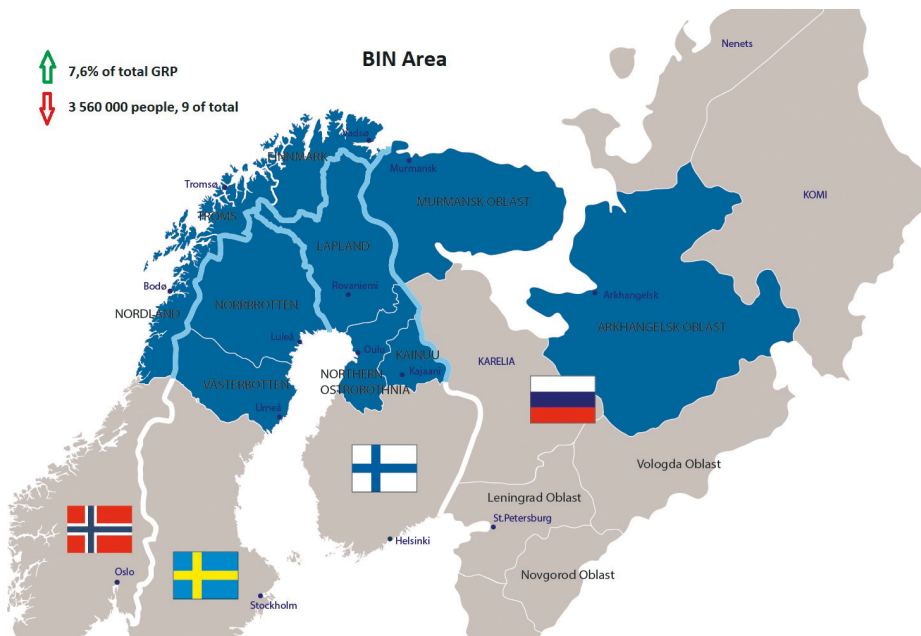 BIN Area
7,6% of total GRP
3 560 000 people, 9 of total
Nenets
KOMI
Vadsø
FINNMARK
Murmansk
Tromsø
TROMS
MURMANSK OBLAST
LAPLAND
Bodø
Rovaniemi
Arkhangelsk
NORRBOTTEN
NORDLAND
ARKHANGELSK OBLAST
Luleå
Oulu
KAINUU
KARELIA
VÄSTERBOTTEN
NORTHERN
OSTROBOTHNIA
Kajaani
Umeå
Vologda Oblast
Leningrad Oblast
St.Petersburg
Helsinki
Novgorod Oblast
Oslo
Stockholm